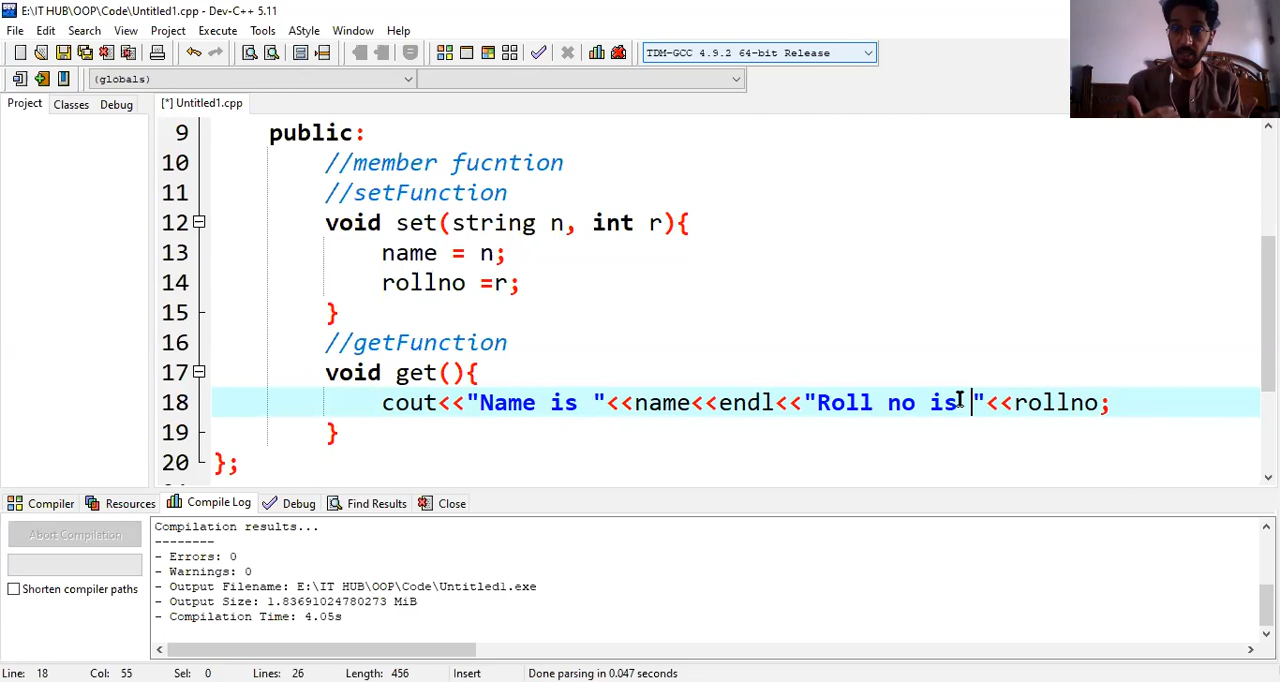 E:\IT HUB\OOP\Code\Untitled1.cpp - Dev-C++ 5.11
File Edit Search View Project Execute Tools AStyle Window Help
TDM-GCC 4.9.2 64-bit Release
(globals)
Project Classes Debug
[*] Untitled1.cpp
9 public:
10 //member fucntion
11 //setFunction
12 void set(string n, int r){
13 name = n;
14 rollno =r;
15 }
16 //getFunction
17 void get(){
18 cout<<"Name is "<<name<<endl<<"Roll no is "<<rollno;
19 }
20 };
Compiler Resources Compile Log Debug Find Results Close
Abort Compilation
Shorten compiler paths
Compilation results...
--------
- Errors: 0
- Warnings: 0
- Output Filename: E:\IT HUB\OOP\Code\Untitled1.exe
- Output Size: 1.83691024780273 MiB
- Compilation Time: 4.05s
Line: 18 Col: 55 Sel: 0 Lines: 26 Length: 456 Insert Done parsing in 0.047 seconds